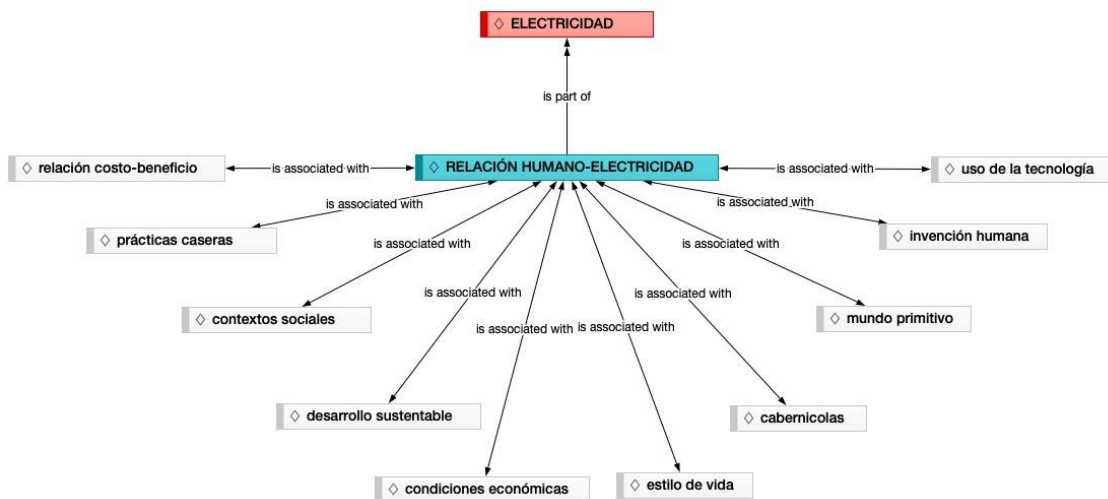 ELECTRICIDAD
is part of
relación costo-beneficio
is associated with
RELACIÓN HUMANO-ELECTRICIDAD
is associated with
uso de la tecnología
is associated with
is associated with
prácticas caseras
invención humana
is associated with
is associated with
contextos sociales
mundo primitivo
is associated with
is associated with
is associated with
is associated with
desarrollo sustentable
cabernicolas
condiciones económicas
estilo de vida